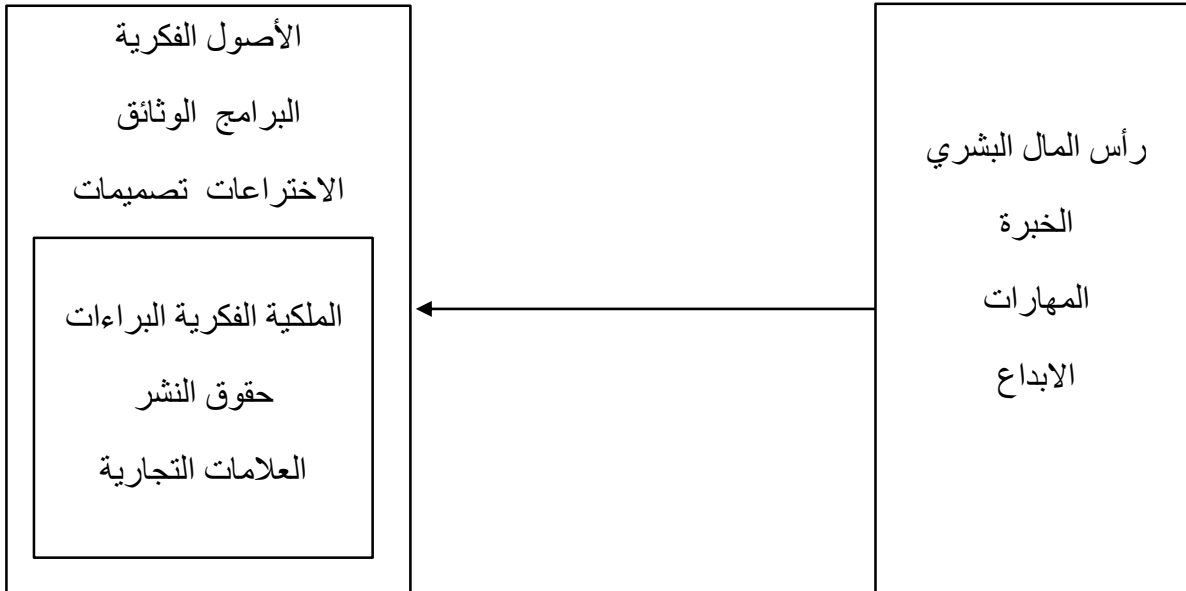 رأس المال البشري
الخبرة
المهارات
الابداع
الأصول الفكرية
البرامج الوثائق
الاختراعات تصميمات
الملكية الفكرية البراءات
حقوق النشر
العلامات التجارية